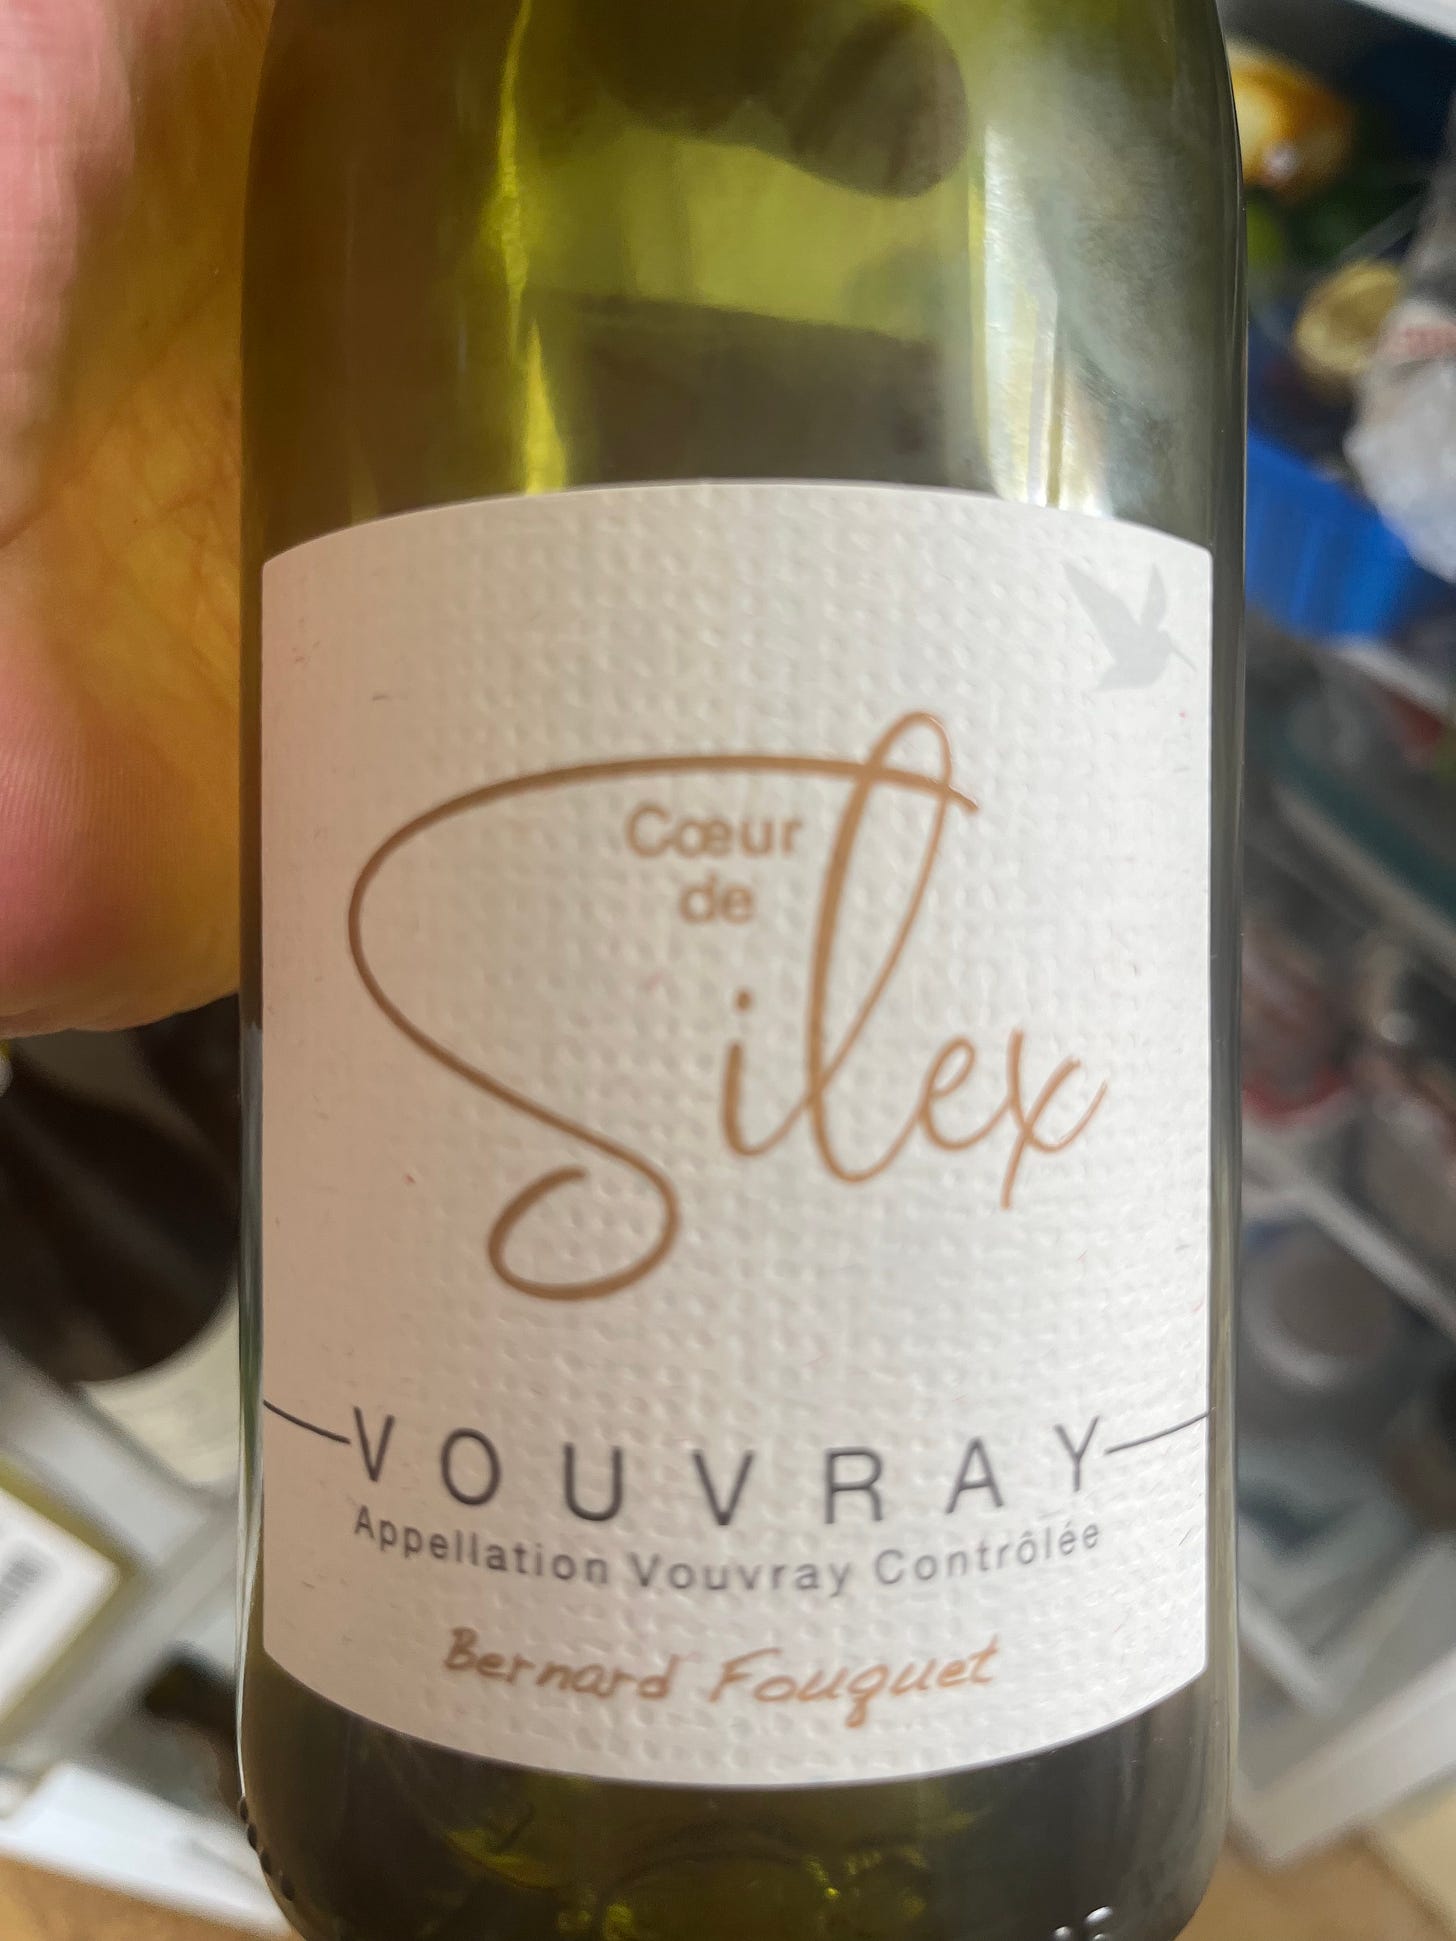 Cœur
de
Silex
VOUVRAY
Appellation Vouvray Contrôlée
Bernard Fouquet